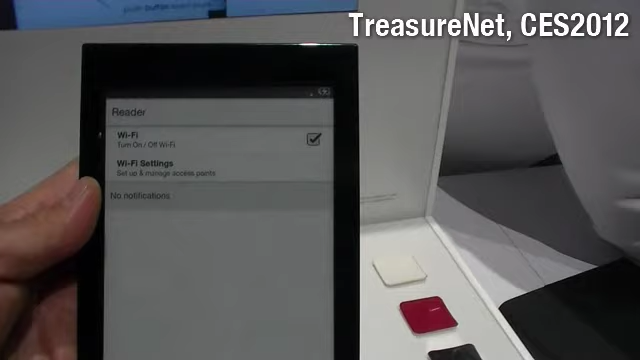 TreasureNet, CES2012
Reader
Wi-Fi
Turn On / Off Wi-Fi
Wi-Fi Settings
Set up & manage access points
No notifications